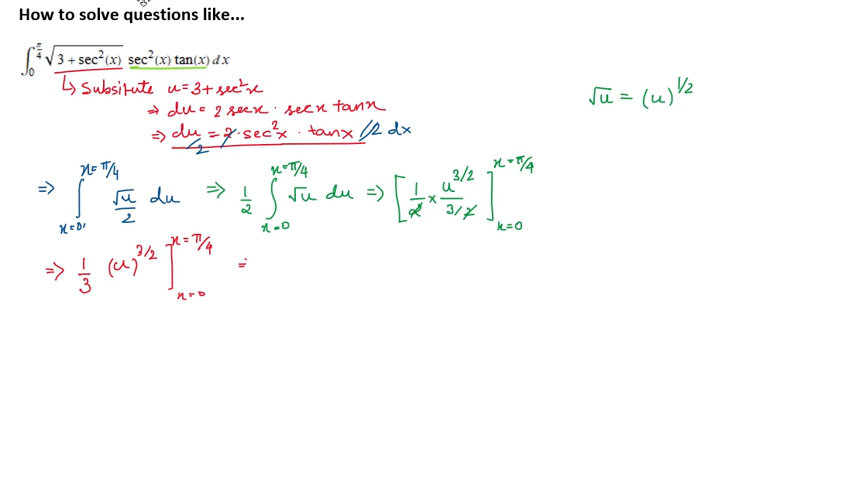 How to solve questions like...
∫₀^(π/4) √(3 + sec²(x)) sec²(x) tan(x) dx
↳ Subsitute u = 3 + sec²x
⇒ du = 2 secx · secx tanx
⇒ du/2 = 2 · sec²x · tanx /2 dx
√u = (u)^(1/2)
⇒ ∫_(x=0)^(x=π/4) √u/2 du ⇒ 1/2 ∫_(x=0)^(x=π/4) √u du ⇒ [1/2 × u^(3/2)/(3/2)]_(x=0)^(x=π/4)
⇒ 1/3 (u)^(3/2) ]_(x=0)^(x=π/4) =